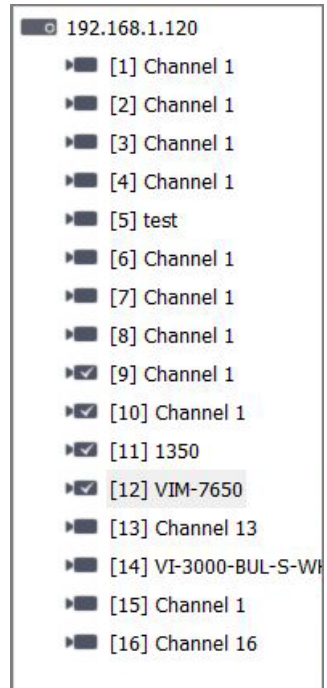 192.168.1.120
[1] Channel 1
[2] Channel 1
[3] Channel 1
[4] Channel 1
[5] test
[6] Channel 1
[7] Channel 1
[8] Channel 1
[9] Channel 1
[10] Channel 1
[11] 1350
[12] VIM-7650
[13] Channel 13
[14] VI-3000-BUL-S-WH
[15] Channel 1
[16] Channel 16